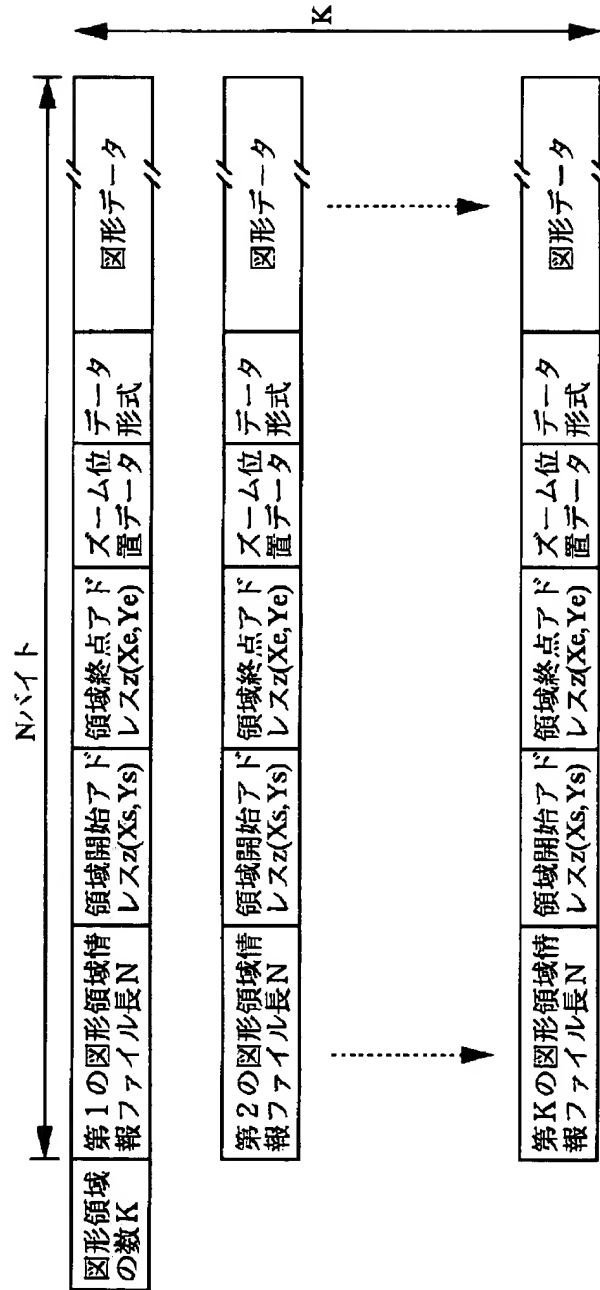 Nバイト
図形領域
の数K
第1の図形領域情
報ファイル長N
領域開始アド
レスz(Xs,Ys)
領域終点アド
レスz(Xe,Ye)
ズーム位
置データ
データ
形式
図形データ
第2の図形領域情
報ファイル長N
領域開始アド
レスz(Xs,Ys)
領域終点アド
レスz(Xe,Ye)
ズーム位
置データ
データ
形式
図形データ
第Kの図形領域情
報ファイル長N
領域開始アド
レスz(Xs,Ys)
領域終点アド
レスz(Xe,Ye)
ズーム位
置データ
データ
形式
図形データ
K